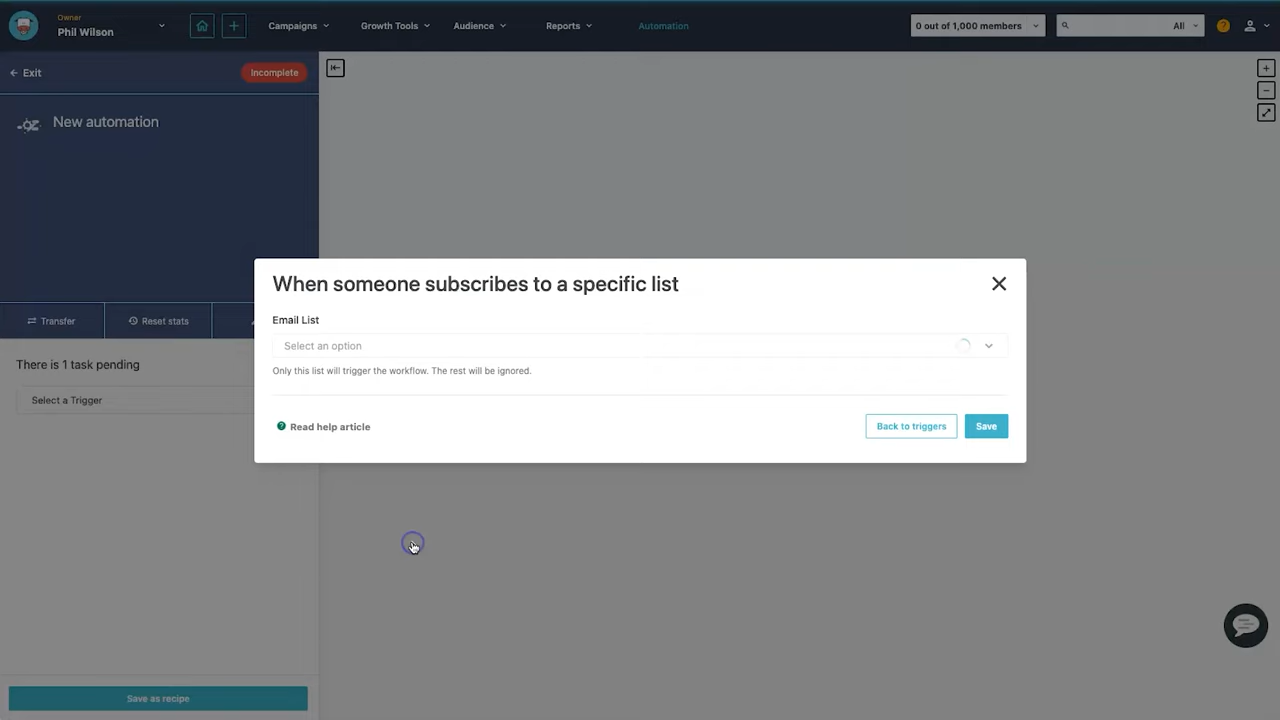 Owner
Phil Wilson
Campaigns
Growth Tools
Audience
Reports
Automation
0 out of 1,000 members
All
Exit
Incomplete
New automation
Transfer
Reset stats
There is 1 task pending
Select a Trigger
Save as recipe
When someone subscribes to a specific list
Email List
Select an option
Only this list will trigger the workflow. The rest will be ignored.
Read help article
Back to triggers
Save